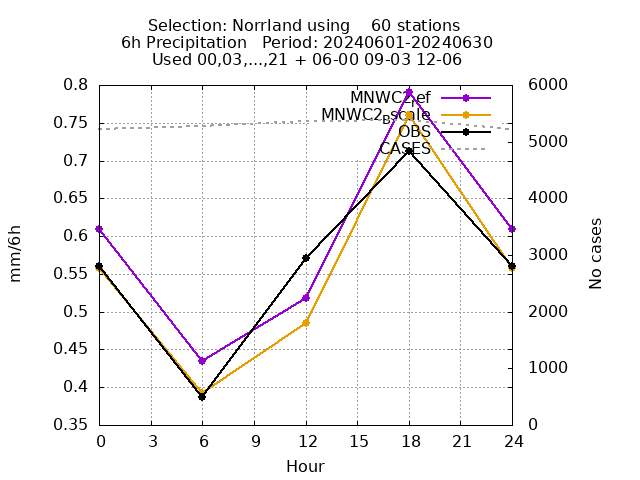 Selection: Norrland using    60 stations
6h Precipitation   Period: 20240601-20240630
Used 00,03,...,21 + 06-00 09-03 12-06
0.8
0.75
0.7
0.65
0.6
0.55
0.5
0.45
0.4
0.35
mm/6h
6000
5000
4000
3000
2000
1000
0
No cases
OBS
CASES
0 3 6 9 12 15 18 21 24
Hour